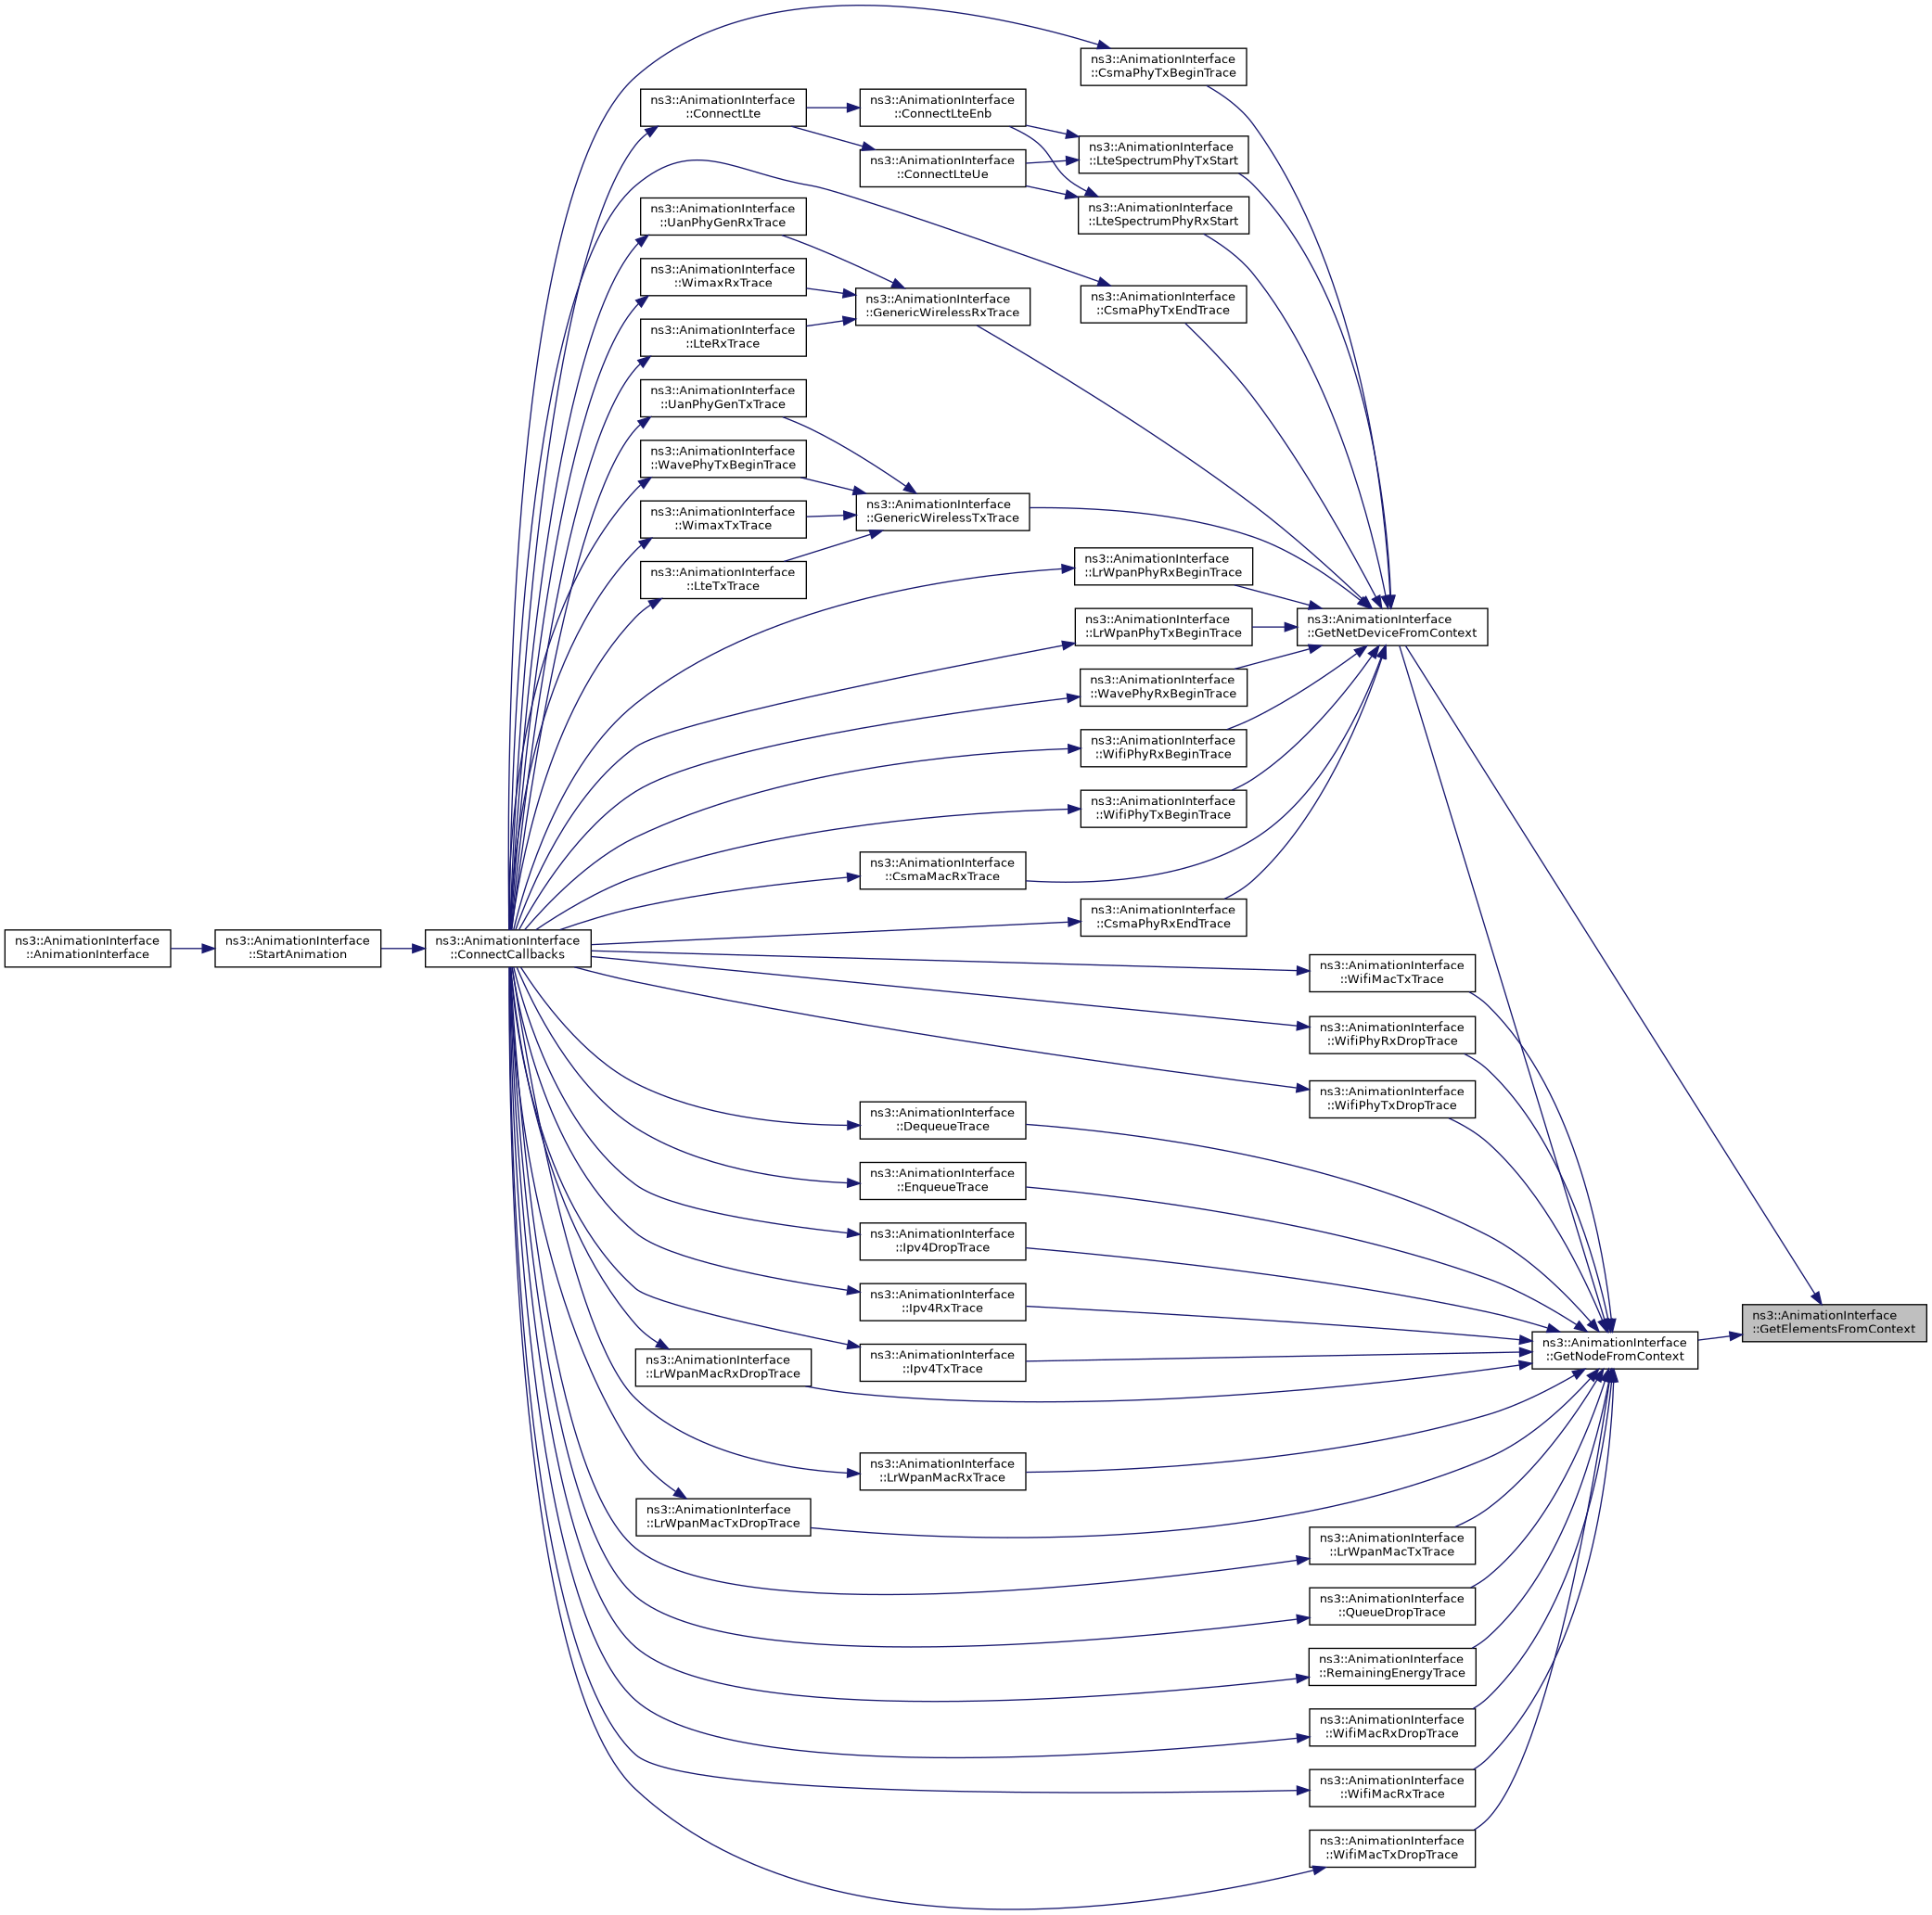 ns3::AnimationInterface
::CsmaPhyTxBeginTrace
ns3::AnimationInterface
::ConnectLte
ns3::AnimationInterface
::ConnectLteEnb
ns3::AnimationInterface
::LteSpectrumPhyTxStart
ns3::AnimationInterface
::ConnectLteUe
ns3::AnimationInterface
::LteSpectrumPhyRxStart
ns3::AnimationInterface
::UanPhyGenRxTrace
ns3::AnimationInterface
::WimaxRxTrace
ns3::AnimationInterface
::GenericWirelessRxTrace
ns3::AnimationInterface
::CsmaPhyTxEndTrace
ns3::AnimationInterface
::LteRxTrace
ns3::AnimationInterface
::UanPhyGenTxTrace
ns3::AnimationInterface
::WavePhyTxBeginTrace
ns3::AnimationInterface
::GenericWirelessTxTrace
ns3::AnimationInterface
::WimaxTxTrace
ns3::AnimationInterface
::LteTxTrace
ns3::AnimationInterface
::LrWpanPhyRxBeginTrace
ns3::AnimationInterface
::LrWpanPhyTxBeginTrace
ns3::AnimationInterface
::GetNetDeviceFromContext
ns3::AnimationInterface
::WavePhyRxBeginTrace
ns3::AnimationInterface
::WifiPhyRxBeginTrace
ns3::AnimationInterface
::WifiPhyTxBeginTrace
ns3::AnimationInterface
::CsmaMacRxTrace
ns3::AnimationInterface
::CsmaPhyRxEndTrace
ns3::AnimationInterface
::AnimationInterface
ns3::AnimationInterface
::StartAnimation
ns3::AnimationInterface
::ConnectCallbacks
ns3::AnimationInterface
::WifiMacTxTrace
ns3::AnimationInterface
::WifiPhyRxDropTrace
ns3::AnimationInterface
::WifiPhyTxDropTrace
ns3::AnimationInterface
::DequeueTrace
ns3::AnimationInterface
::EnqueueTrace
ns3::AnimationInterface
::Ipv4DropTrace
ns3::AnimationInterface
::Ipv4RxTrace
ns3::AnimationInterface
::GetElementsFromContext
ns3::AnimationInterface
::GetNodeFromContext
ns3::AnimationInterface
::Ipv4TxTrace
ns3::AnimationInterface
::LrWpanMacRxDropTrace
ns3::AnimationInterface
::LrWpanMacRxTrace
ns3::AnimationInterface
::LrWpanMacTxDropTrace
ns3::AnimationInterface
::LrWpanMacTxTrace
ns3::AnimationInterface
::QueueDropTrace
ns3::AnimationInterface
::RemainingEnergyTrace
ns3::AnimationInterface
::WifiMacRxDropTrace
ns3::AnimationInterface
::WifiMacRxTrace
ns3::AnimationInterface
::WifiMacTxDropTrace